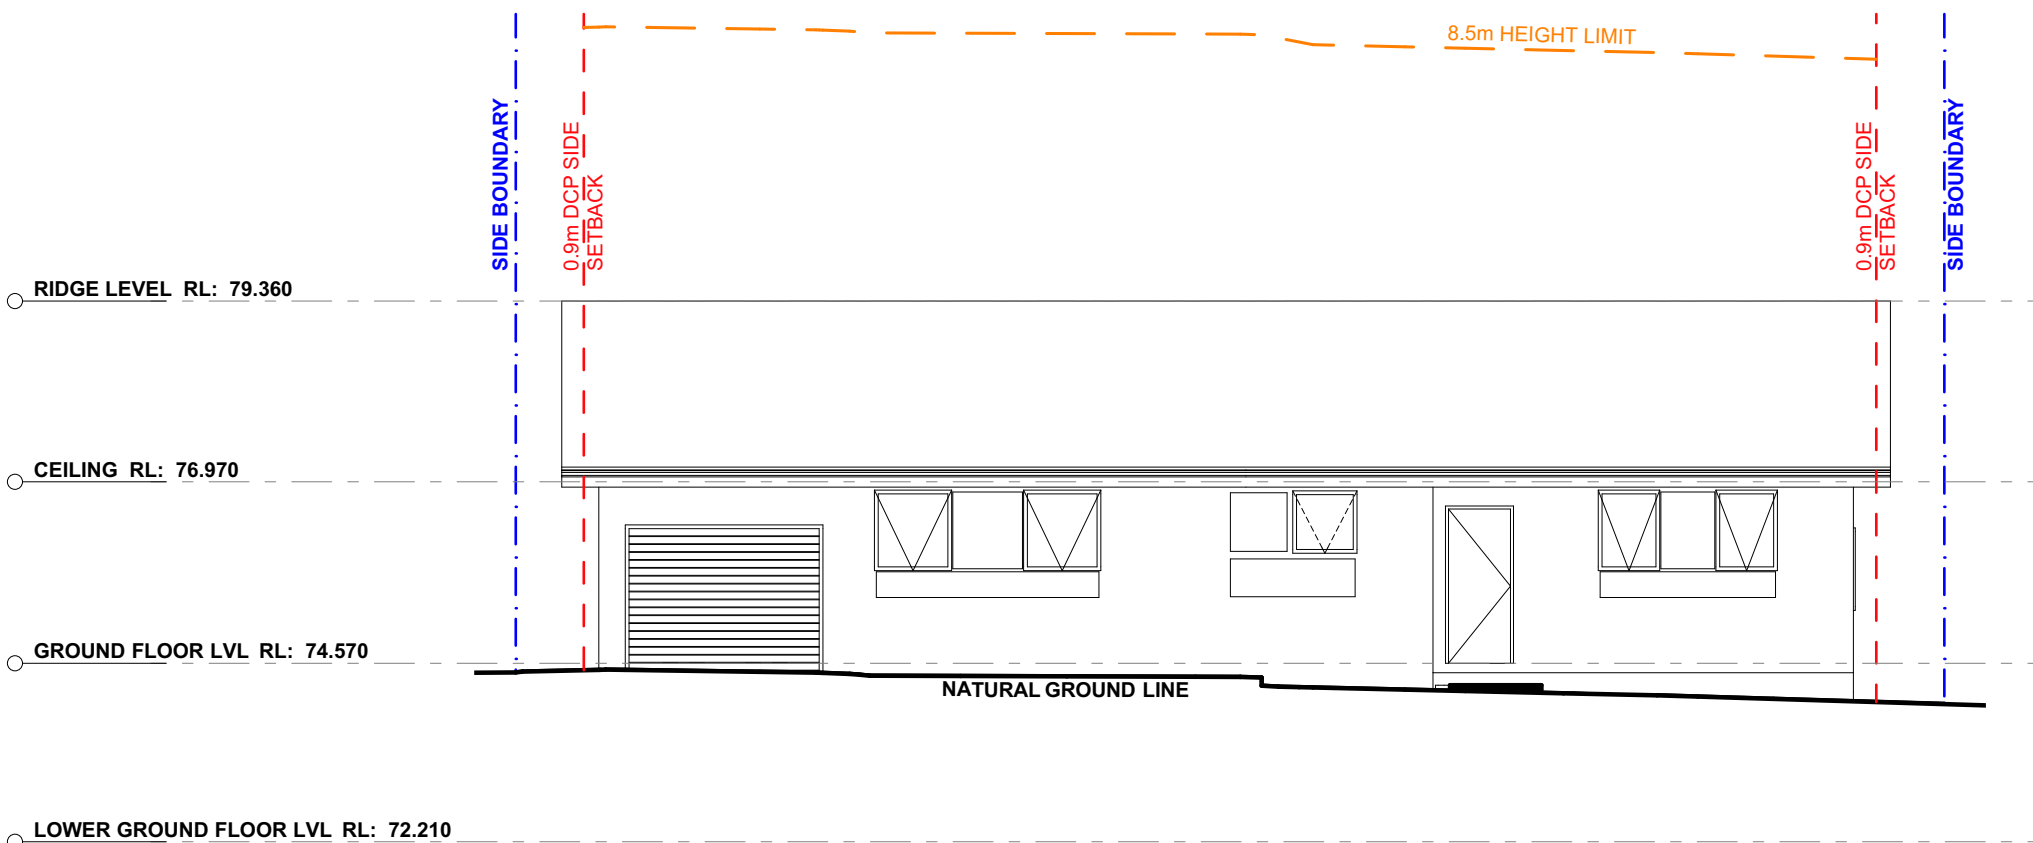 8.5m HEIGHT LIMIT
SIDE BOUNDARY
0.9m DCP SIDE
SETBACK
0.9m DCP SIDE
SETBACK
SIDE BOUNDARY
RIDGE LEVEL RL: 79.360
CEILING RL: 76.970
GROUND FLOOR LVL RL: 74.570
NATURAL GROUND LINE
LOWER GROUND FLOOR LVL RL: 72.210